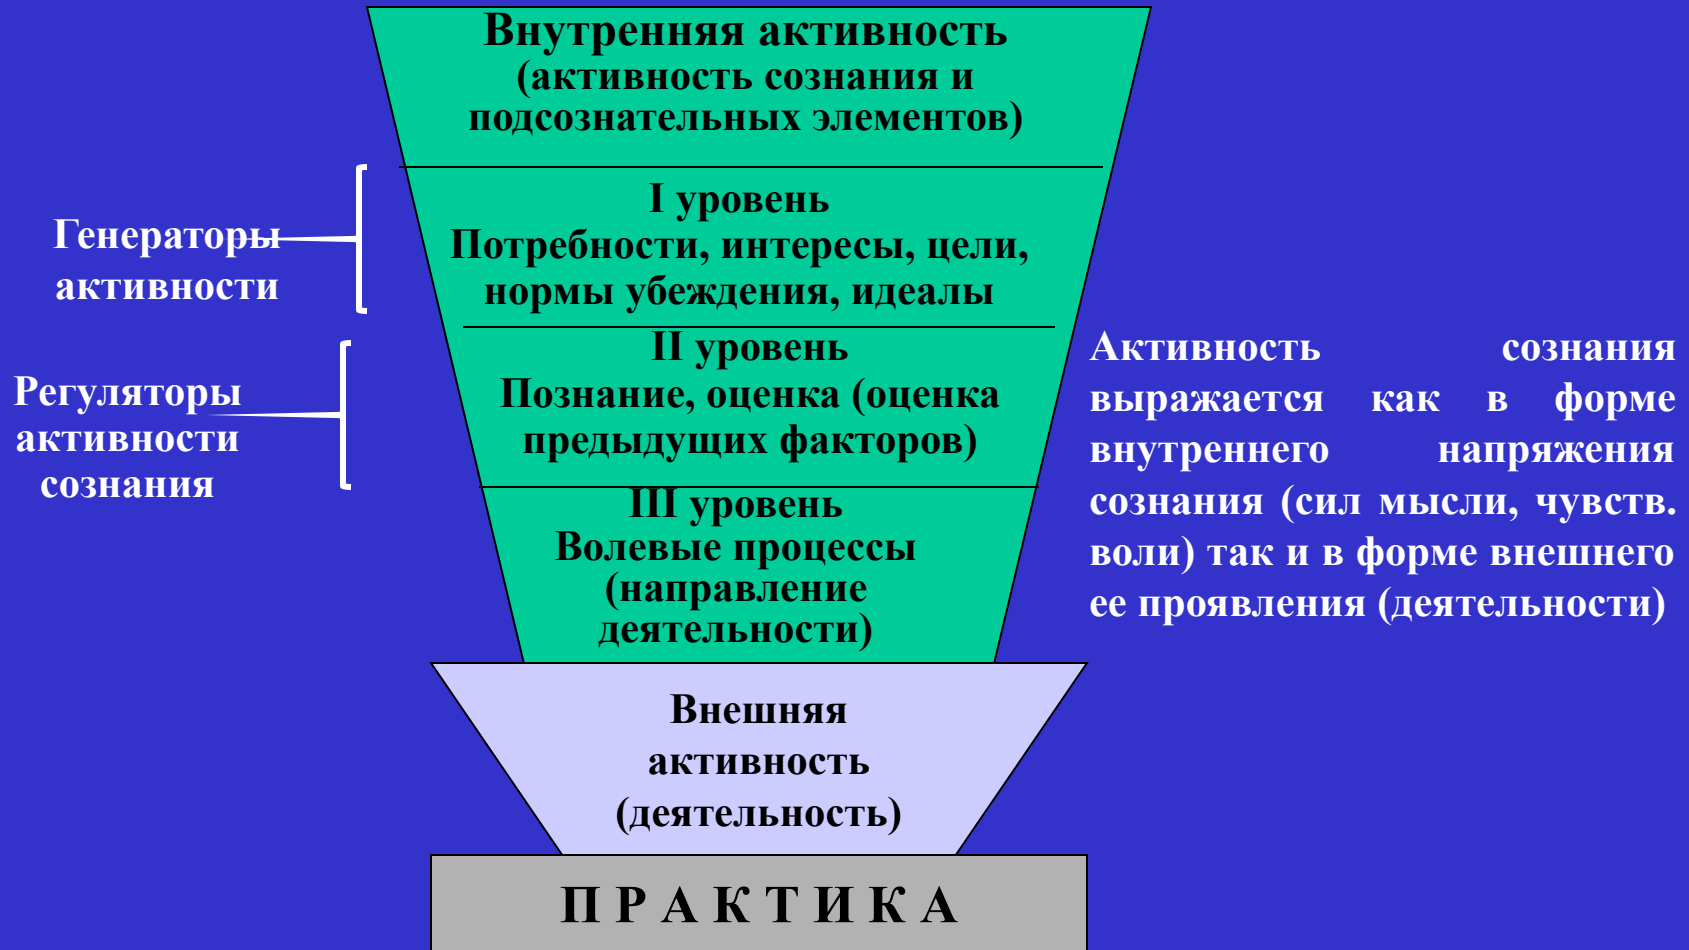 Внутренняя активность
(активность сознания и
подсознательных элементов)
I уровень
Потребности, интересы, цели,
нормы убеждения, идеалы
II уровень
Познание, оценка (оценка
предыдущих факторов)
III уровень
Волевые процессы
(направление
деятельности)
Внешняя
активность
(деятельность)
П Р А К Т И К А
Генераторы
активности
Регуляторы
активности
сознания
Активность сознания
выражается как в форме
внутреннего напряжения
сознания (сил мысли, чувств.
воли) так и в форме внешнего
ее проявления (деятельности)